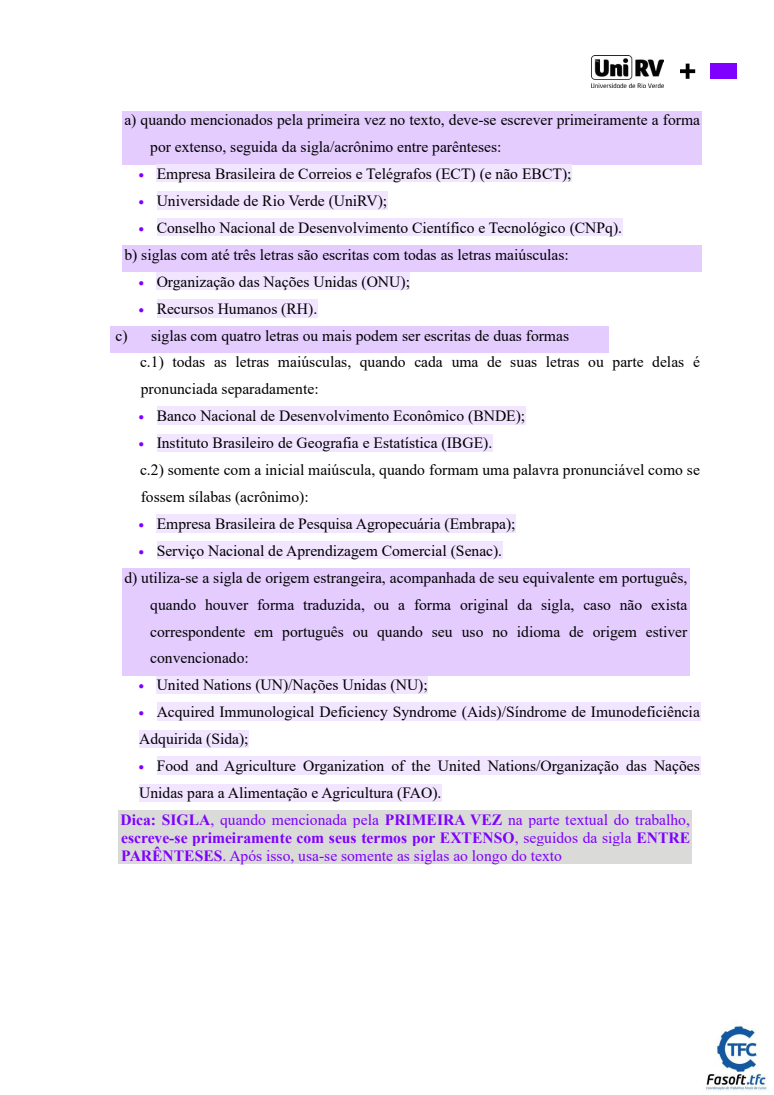 Uni RV +
Universidade de Rio Verde
a) quando mencionados pela primeira vez no texto, deve-se escrever primeiramente a forma
por extenso, seguida da sigla/acrônimo entre parênteses:
• Empresa Brasileira de Correios e Telégrafos (ECT) (e não EBCT);
• Universidade de Rio Verde (UniRV);
• Conselho Nacional de Desenvolvimento Científico e Tecnológico (CNPq).
b) siglas com até três letras são escritas com todas as letras maiúsculas:
• Organização das Nações Unidas (ONU);
• Recursos Humanos (RH).
c) siglas com quatro letras ou mais podem ser escritas de duas formas
c.1) todas as letras maiúsculas, quando cada uma de suas letras ou parte delas é
pronunciada separadamente:
• Banco Nacional de Desenvolvimento Econômico (BNDE);
• Instituto Brasileiro de Geografia e Estatística (IBGE).
c.2) somente com a inicial maiúscula, quando formam uma palavra pronunciável como se
fossem sílabas (acrônimo):
• Empresa Brasileira de Pesquisa Agropecuária (Embrapa);
• Serviço Nacional de Aprendizagem Comercial (Senac).
d) utiliza-se a sigla de origem estrangeira, acompanhada de seu equivalente em português,
quando houver forma traduzida, ou a forma original da sigla, caso não exista
correspondente em português ou quando seu uso no idioma de origem estiver
convencionado:
• United Nations (UN)/Nações Unidas (NU);
• Acquired Immunological Deficiency Syndrome (Aids)/Síndrome de Imunodeficiência
Adquirida (Sida);
• Food and Agriculture Organization of the United Nations/Organização das Nações
Unidas para a Alimentação e Agricultura (FAO).
Dica: SIGLA, quando mencionada pela PRIMEIRA VEZ na parte textual do trabalho,
escreve-se primeiramente com seus termos por EXTENSO, seguidos da sigla ENTRE
PARÊNTESES. Após isso, usa-se somente as siglas ao longo do texto
TFC
Fasoft.tfc